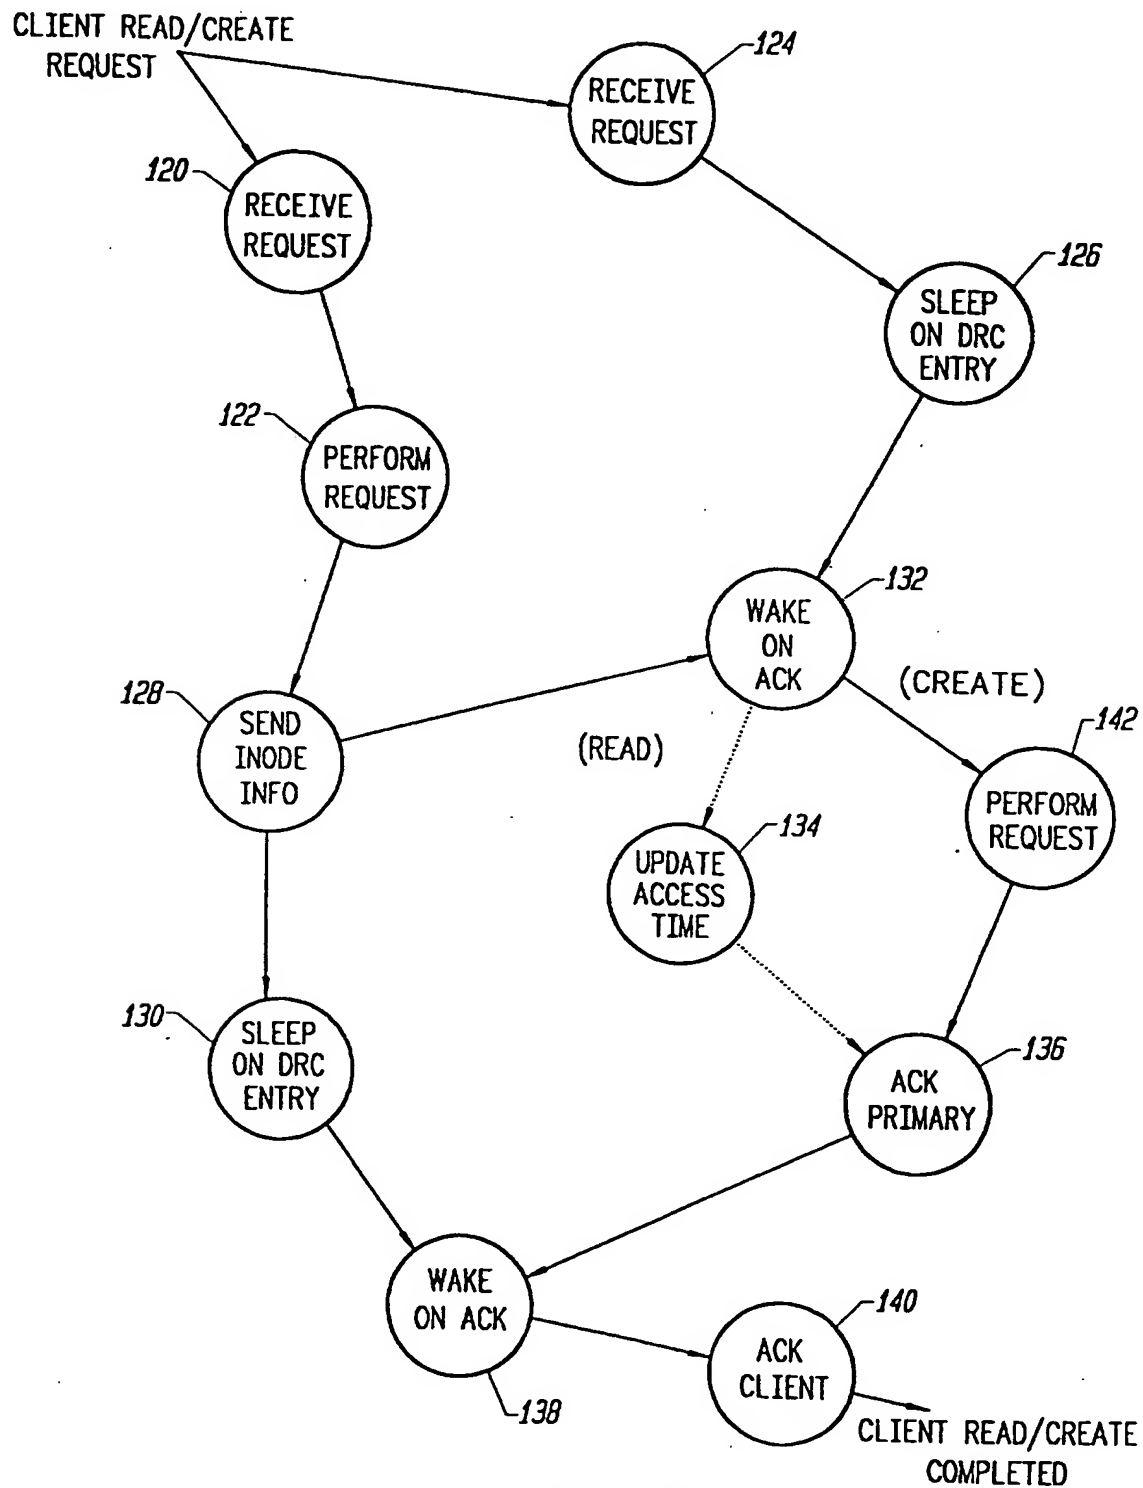 CLIENT READ/CREATE
REQUEST
124
RECEIVE
REQUEST
120
RECEIVE
REQUEST
126
SLEEP
ON DRC
ENTRY
122
PERFORM
REQUEST
132
WAKE
ON
ACK
(CREATE)
128
SEND
INODE
INFO
(READ)
142
PERFORM
REQUEST
134
UPDATE
ACCESS
TIME
130
SLEEP
ON DRC
ENTRY
136
ACK
PRIMARY
WAKE
ON ACK
138
140
ACK
CLIENT
CLIENT READ/CREATE
COMPLETED